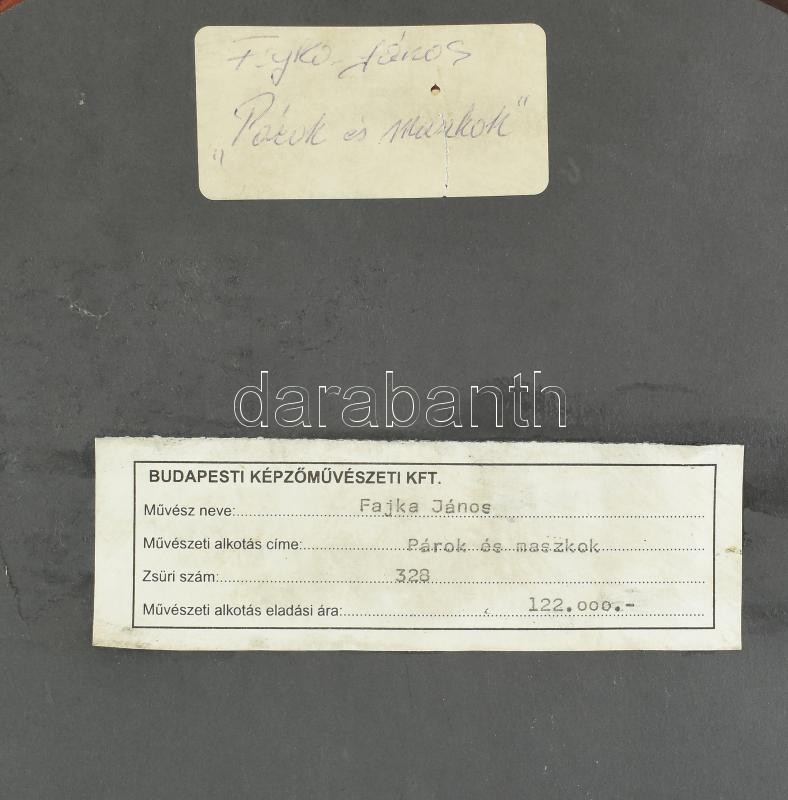 János
„Párok és maszkok"
darabanth
BUDAPESTI KÉPZŐMŰVÉSZETI KFT.
Művész neve: Fajka János
Művészeti alkotás címe: Párok és maszkok
Zsüri szám: 328
Művészeti alkotás eladási ára: 122.000.-